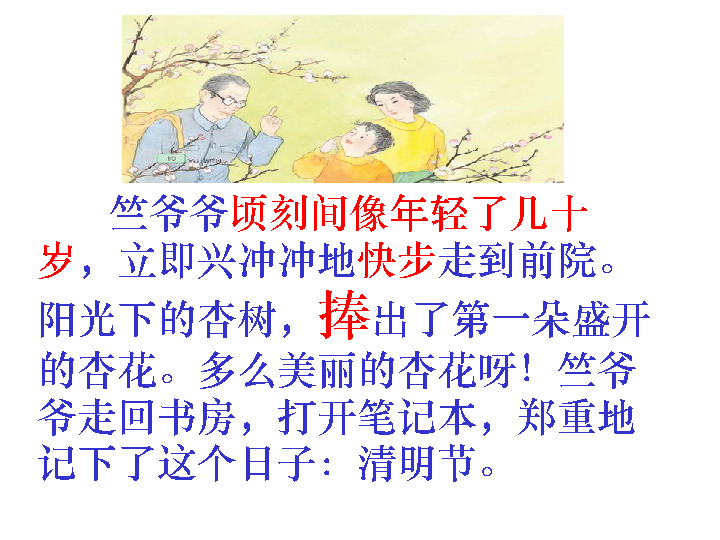 竺爷爷顷刻间像年轻了几十
岁，立即兴冲冲地快步走到前院。
阳光下的杏树，捧出了第一朵盛开
的杏花。多么美丽的杏花呀！竺爷
爷走回书房，打开笔记本，郑重地
记下了这个日子：清明节。